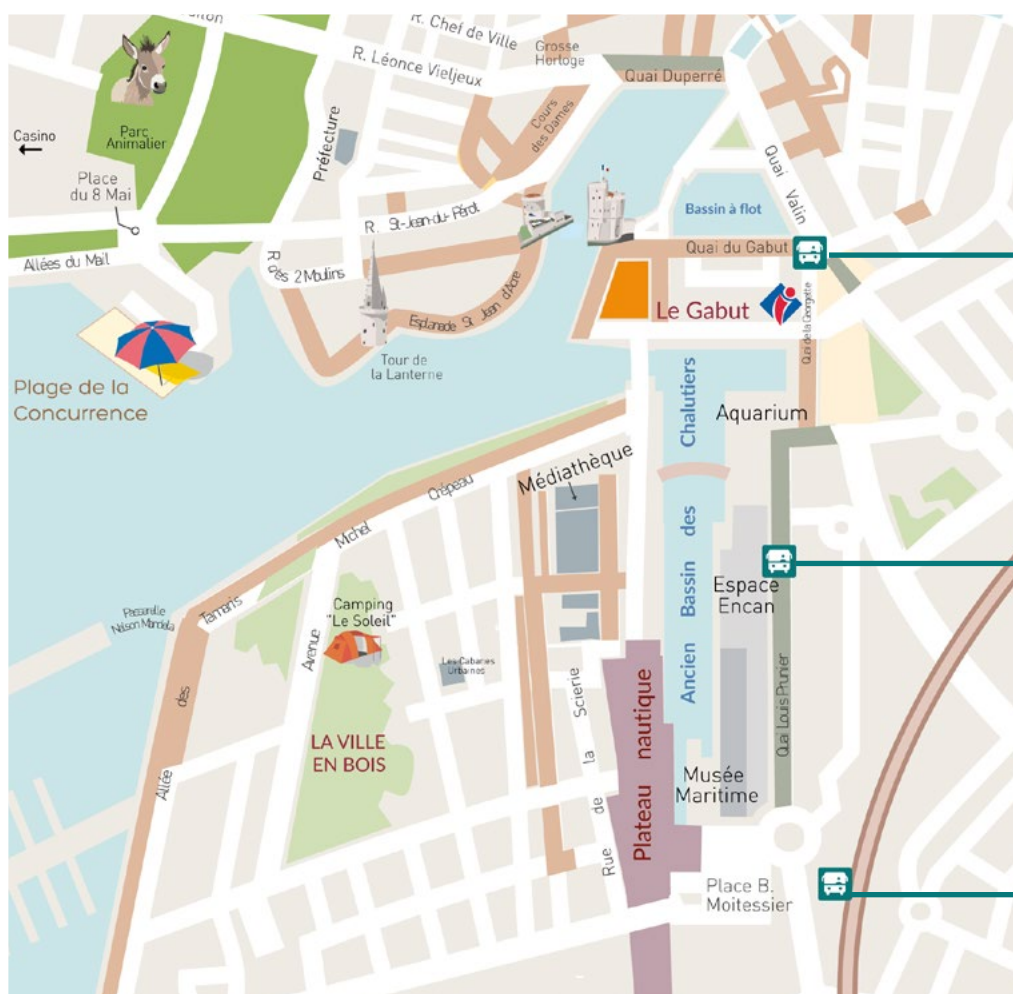 R. Chef de Ville
R. Léonce Vieljeux
Grosse
Horloge
Quai Duperré
Cours
des Dames
Casino
Parc
Animalier
Préfecture
Place
du 8 Mai
Quai Valin
Bassin à flot
R. St-Jean-du-Pérot
Quai du Gabut
Allées du Mail
R. des 2 Moulins
Esplanade St Jean d'Acre
Le Gabut
Quai de la Georgette
Tour de
la Lanterne
Plage de la
Concurrence
Aquarium
Médiathèque
Ancien Bassin des Chalutiers
Avenue Michel Crépeau
Passerelle
Nelson Mandela
Allée des Tamaris
Camping
"Le Soleil"
Espace
Encan
Les Cabanes
Urbaines
Quai Louis Prunier
LA VILLE
EN BOIS
Rue de la Scierie
Plateau nautique
Musée
Maritime
Place B.
Moitessier